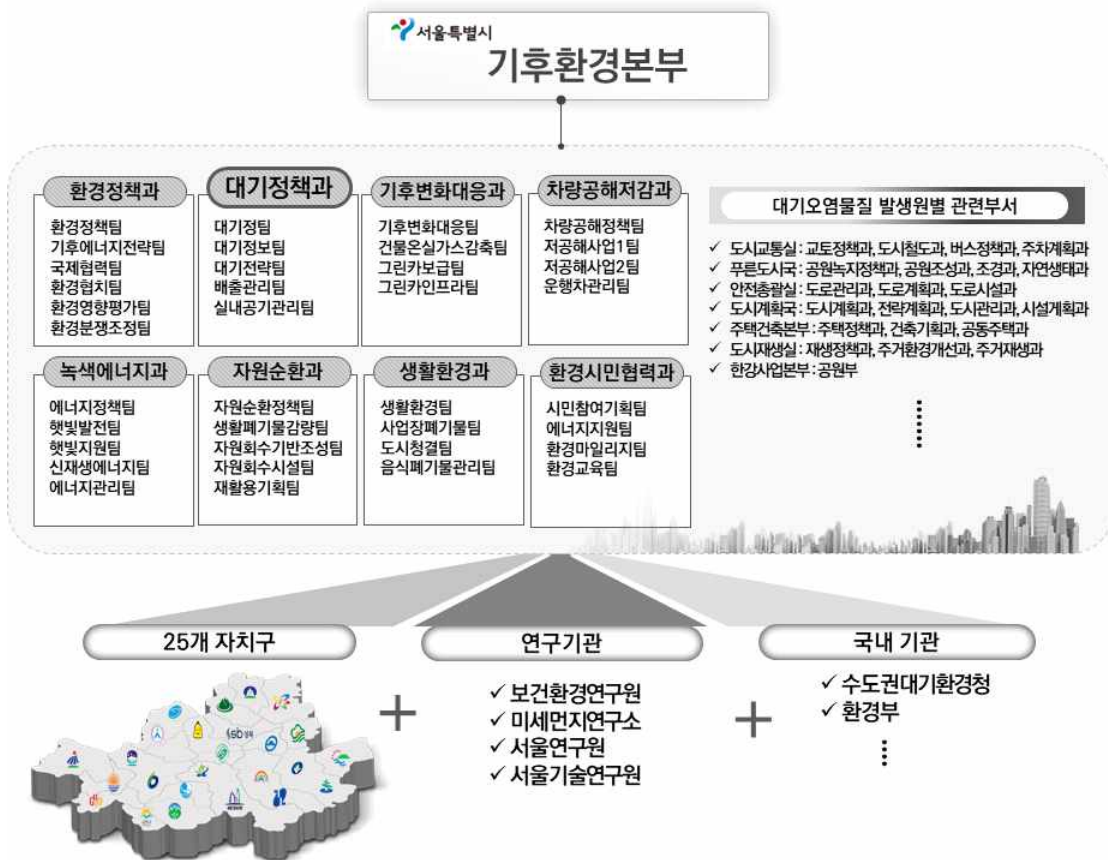 서울특별시
기후환경본부
환경정책과
환경정책팀
기후에너지전략팀
국제협력팀
환경협치팀
환경영향평가팀
환경분쟁조정팀
대기정책과
대기정팀
대기정보팀
대기전략팀
배출관리팀
실내공기관리팀
기후변화대응과
기후변화대응팀
건물온실가스감축팀
그린카보급팀
그린카인프라팀
차량공해저감과
차량공해정책팀
저공해사업1팀
저공해사업2팀
운행차관리팀
녹색에너지과
에너지정책팀
햇빛발전팀
햇빛지원팀
신재생에너지팀
에너지관리팀
자원순환과
자원순환정책팀
생활폐기물감량팀
자원회수기반조성팀
자원회수시설팀
재활용기획팀
생활환경과
생활환경팀
사업장폐기물팀
도시청결팀
음식폐기물관리팀
환경시민협력과
시민참여기획팀
에너지지원팀
환경마일리지팀
환경교육팀
대기오염물질 발생원별 관련부서
✓ 도시교통실 : 교도정책과, 도시철도과, 버스정책과, 주차계획과
✓ 푸른도시국 : 공원녹지정책과, 공원조성과, 조경과, 자연생태과
✓ 안전총괄실 : 도로관리과, 도로계획과, 도로시설과
✓ 도시계획국 : 도시계획과, 전략계획과, 도시관리과, 시설계획과
✓ 주택건축본부 : 주택정책과, 건축기획과, 공동주택과
✓ 도시재생실 : 재생정책과, 주거환경개선과, 주거재생과
✓ 한강사업본부 : 공원부
25개 자치구
연구기관
✓ 보건환경연구원
✓ 미세먼지연구소
✓ 서울연구원
✓ 서울기술연구원
국내 기관
✓ 수도권대기환경청
✓ 환경부